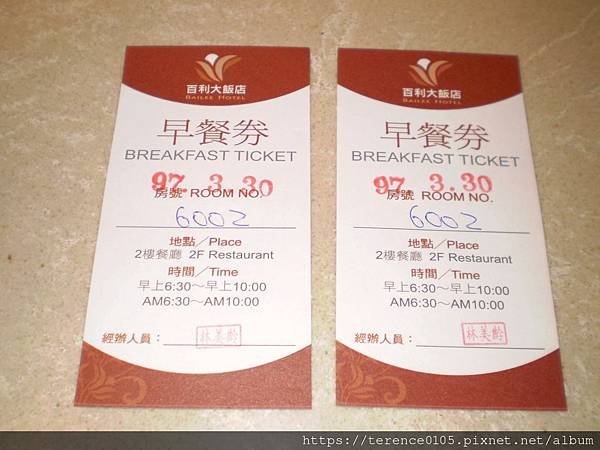 百利大飯店
BAILEE HOTEL
早餐券
BREAKFAST TICKET
97. 3. 30
房號 ROOM NO.
6002
地點／Place
2樓餐廳 2F Restaurant
時間／Time
早上6:30～早上10:00
AM6:30～AM10:00
經辦人員：林美齡
百利大飯店
BAILEE HOTEL
早餐券
BREAKFAST TICKET
97. 3. 30
房號 ROOM NO.
6002
地點／Place
2樓餐廳 2F Restaurant
時間／Time
早上6:30～早上10:00
AM6:30～AM10:00
經辦人員：林美齡
https://terence0105.pixnet.net/album